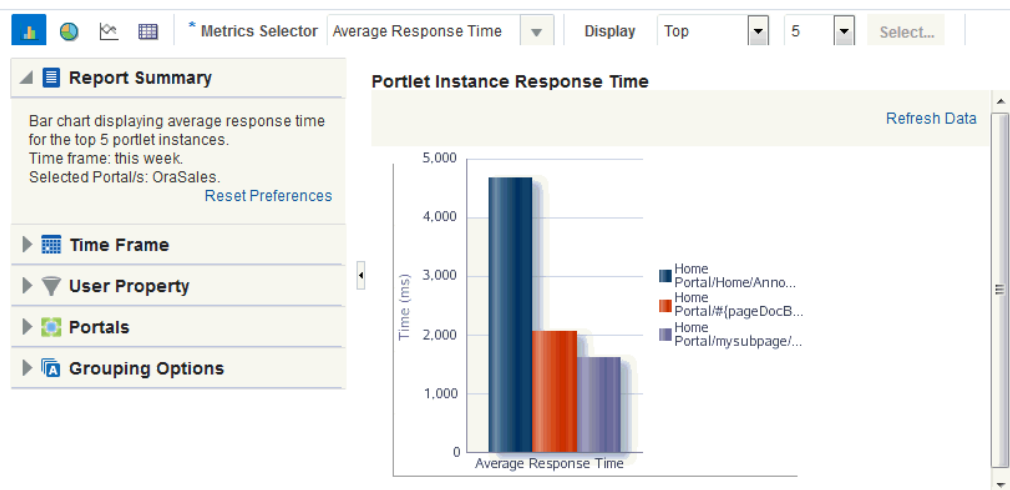 * Metrics Selector Average Response Time Display Top 5 Select...
Report Summary
Bar chart displaying average response time
for the top 5 portlet instances.
Time frame: this week.
Selected Portal/s: OraSales.
Reset Preferences
Time Frame
User Property
Portals
Grouping Options
Portlet Instance Response Time
Refresh Data
5,000
4,000
3,000
2,000
1,000
0
Time (ms)
Average Response Time
Home
Portal/Home/Anno...
Home
Portal/#{pageDocB...
Home
Portal/mysubpage/...